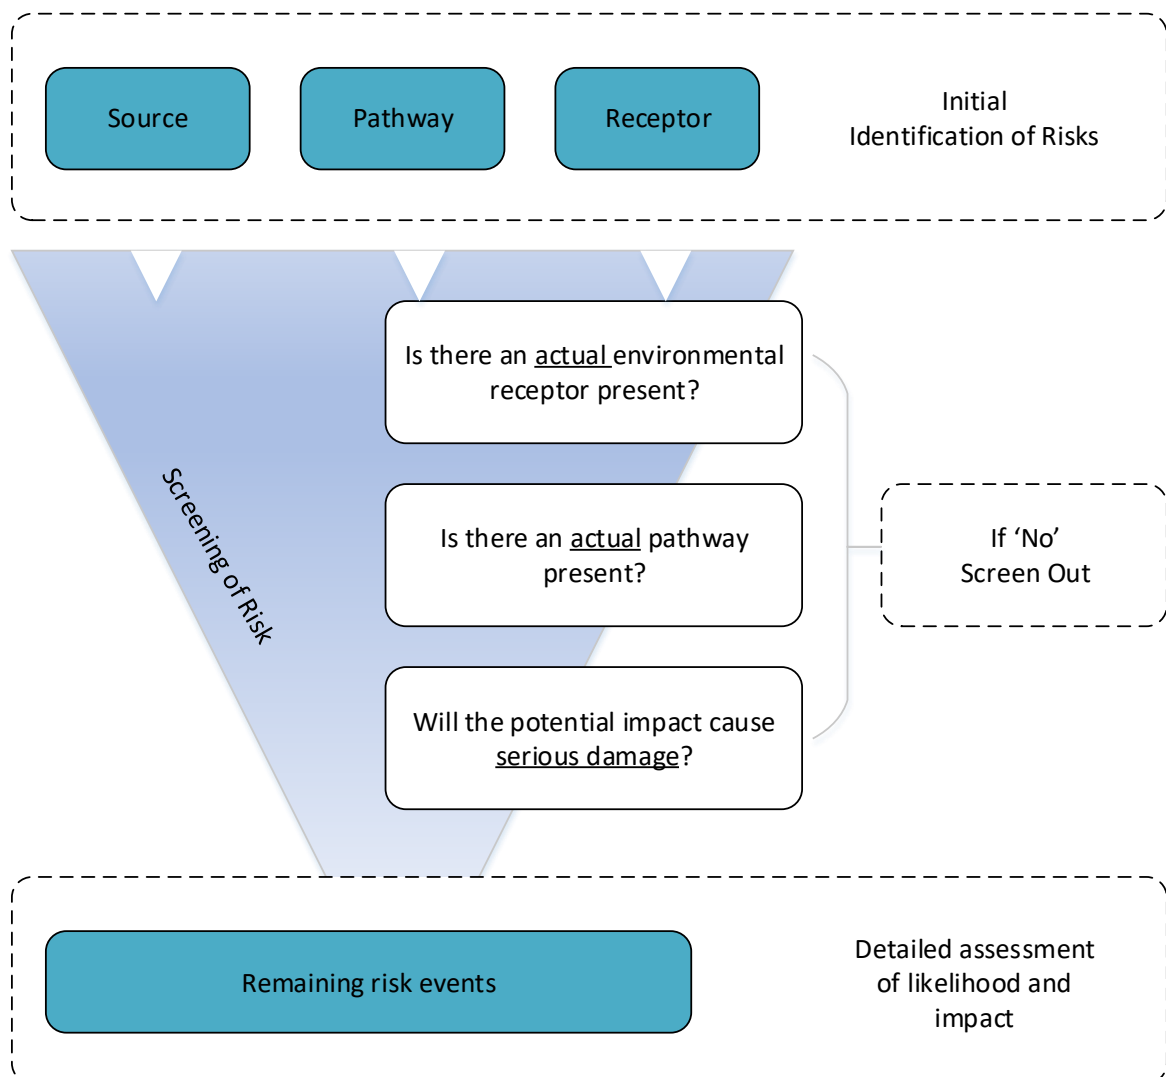 Source
Pathway
Receptor
Initial
Identification of Risks
Is there an actual environmental
receptor present?
Screening of Risk
Is there an actual pathway
present?
If ‘No’
Screen Out
Will the potential impact cause
serious damage?
Remaining risk events
Detailed assessment
of likelihood and
impact